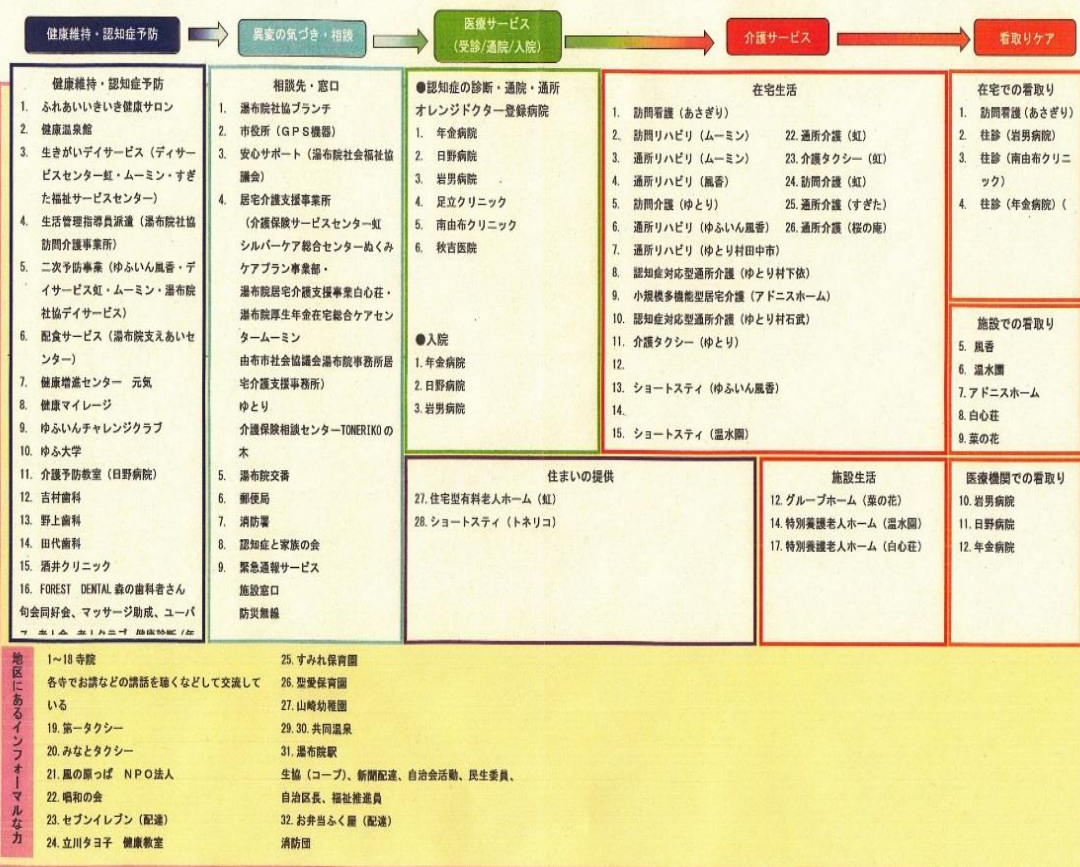 健康維持・認知症予防
異変の気づき・相談
医療サービス
(受診/通院/入院)
介護サービス
看取りケア
健康維持・認知症予防
1. ふれあいいきいき健康サロン
2. 健康温泉館
3. 生きがいデイサービス（ディサー
ビスセンター虹・ムーミン・すぎ
た福祉サービスセンター）
4. 生活管理指導員派遣（湯布院社協
訪問介護事業所）
5. 二次予防事業（ゆふいん風香・デ
イサービス虹・ムーミン・湯布院
社協デイサービス）
6. 配食サービス（湯布院支えあいセ
ンター）
7. 健康増進センター 元気
8. 健康マイレージ
9. ゆふいんチャレンジクラブ
10. ゆふ大学
11. 介護予防教室（日野病院）
12. 吉村歯科
13. 野上歯科
14. 田代歯科
15. 酒井クリニック
16. FOREST DENTAL 森の歯科者さん
句会同好会、マッサージ助成、ユーバ
相談先・窓口
1. 湯布院社協ブランチ
2. 市役所（ＧＰＳ機器）
3. 安心サポート（湯布院社会福祉協
議会）
4. 居宅介護支援事業所
（介護保険サービスセンター虹
シルバーケア総合センターぬくみ
ケアプラン事業部・
湯布院居宅介護支援事業白心荘・
湯布院厚生年金在宅総合ケアセン
タームーミン
由布市社会協議会湯布院事務所居
宅介護支援事務所）
ゆとり
介護保険相談センターTONERIKOの
木
5. 湯布院交番
6. 郵便局
7. 消防署
8. 認知症と家族の会
9. 緊急通報サービス
施設窓口
防災無線
●認知症の診断・通院・通所
オレンジドクター登録病院
1. 年金病院
2. 日野病院
3. 岩男病院
4. 足立クリニック
5. 南由布クリニック
6. 秋吉医院
●入院
1. 年金病院
2. 日野病院
3. 岩男病院
在宅生活
1. 訪問看護（あさぎり）
2. 訪問リハビリ（ムーミン）
3. 通所リハビリ（ムーミン）
4. 通所リハビリ（風香）
5. 訪問介護（ゆとり）
6. 通所リハビリ（ゆふいん風香）
7. 通所リハビリ（ゆとり村田中市）
8. 認知症対応型通所介護（ゆとり村下依）
9. 小規模多機能型居宅介護（アドニスホーム）
10. 認知症対応型通所介護（ゆとり村石武）
11. 介護タクシー（ゆとり）
12.
13. ショートスティ（ゆふいん風香）
14.
15. ショートスティ（温水園）
22. 通所介護（虹）
23. 介護タクシー（虹）
24. 訪問介護（虹）
25. 通所介護（すぎた）
26. 通所介護（桜の庵）
在宅での看取り
1. 訪問看護（あさぎり）
2. 往診（岩男病院）
3. 往診（南由布クリニ
ック）
4. 往診（年金病院）（
施設での看取り
5. 風香
6. 温水園
7. アドニスホーム
8. 白心荘
9. 菜の花
住まいの提供
27. 住宅型有料老人ホーム（虹）
28. ショートスティ（トネリコ）
施設生活
12. グループホーム（菜の花）
14. 特別養護老人ホーム（温水園）
17. 特別養護老人ホーム（白心荘）
医療機関での看取り
10. 岩男病院
11. 日野病院
12. 年金病院
地区にあるインフォーマルな力
1～18 寺院
各寺でお講などの講話を聴くなどして交流して
いる
19. 第一タクシー
20. みなとタクシー
21. 風の原っぱ ＮＰＯ法人
22. 唱和の会
23. セブンイレブン（配達）
24. 立川タヨ子 健康教室
25. すみれ保育園
26. 聖愛保育園
27. 山崎幼稚園
29. 30. 共同温泉
31. 湯布院駅
生協（コープ）、新聞配達、自治会活動、民生委員、
自治区長、福祉推進員
32. お弁当ふく屋（配達）
消防団